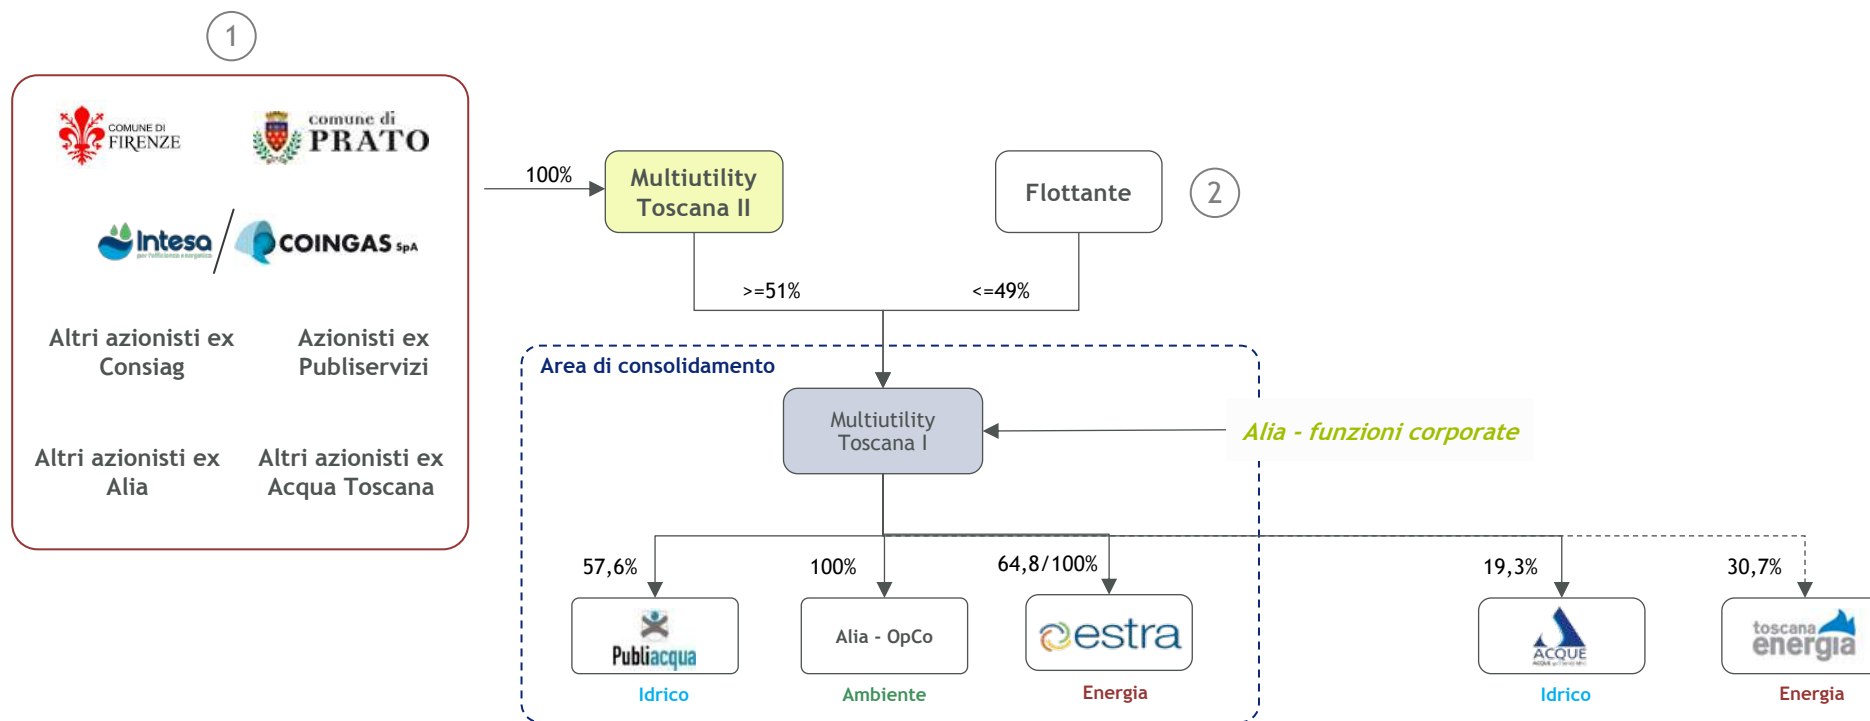 1
COMUNE DI
FIRENZE
comune di
PRATO
Intesa
per l'efficienza energetica
COINGAS SpA
Altri azionisti ex
Consiag
Azionisti ex
Publiservizi
Altri azionisti ex
Alia
Altri azionisti ex
Acqua Toscana
100%
Multiutility
Toscana II
Flottante
2
>=51%
<=49%
Area di consolidamento
Multiutility
Toscana I
Alia - funzioni corporate
57,6%
100%
64,8/100%
19,3%
30,7%
Publiacqua
Alia - OpCo
estra
ACQUE
toscana
energia
Idrico
Ambiente
Energia
Idrico
Energia